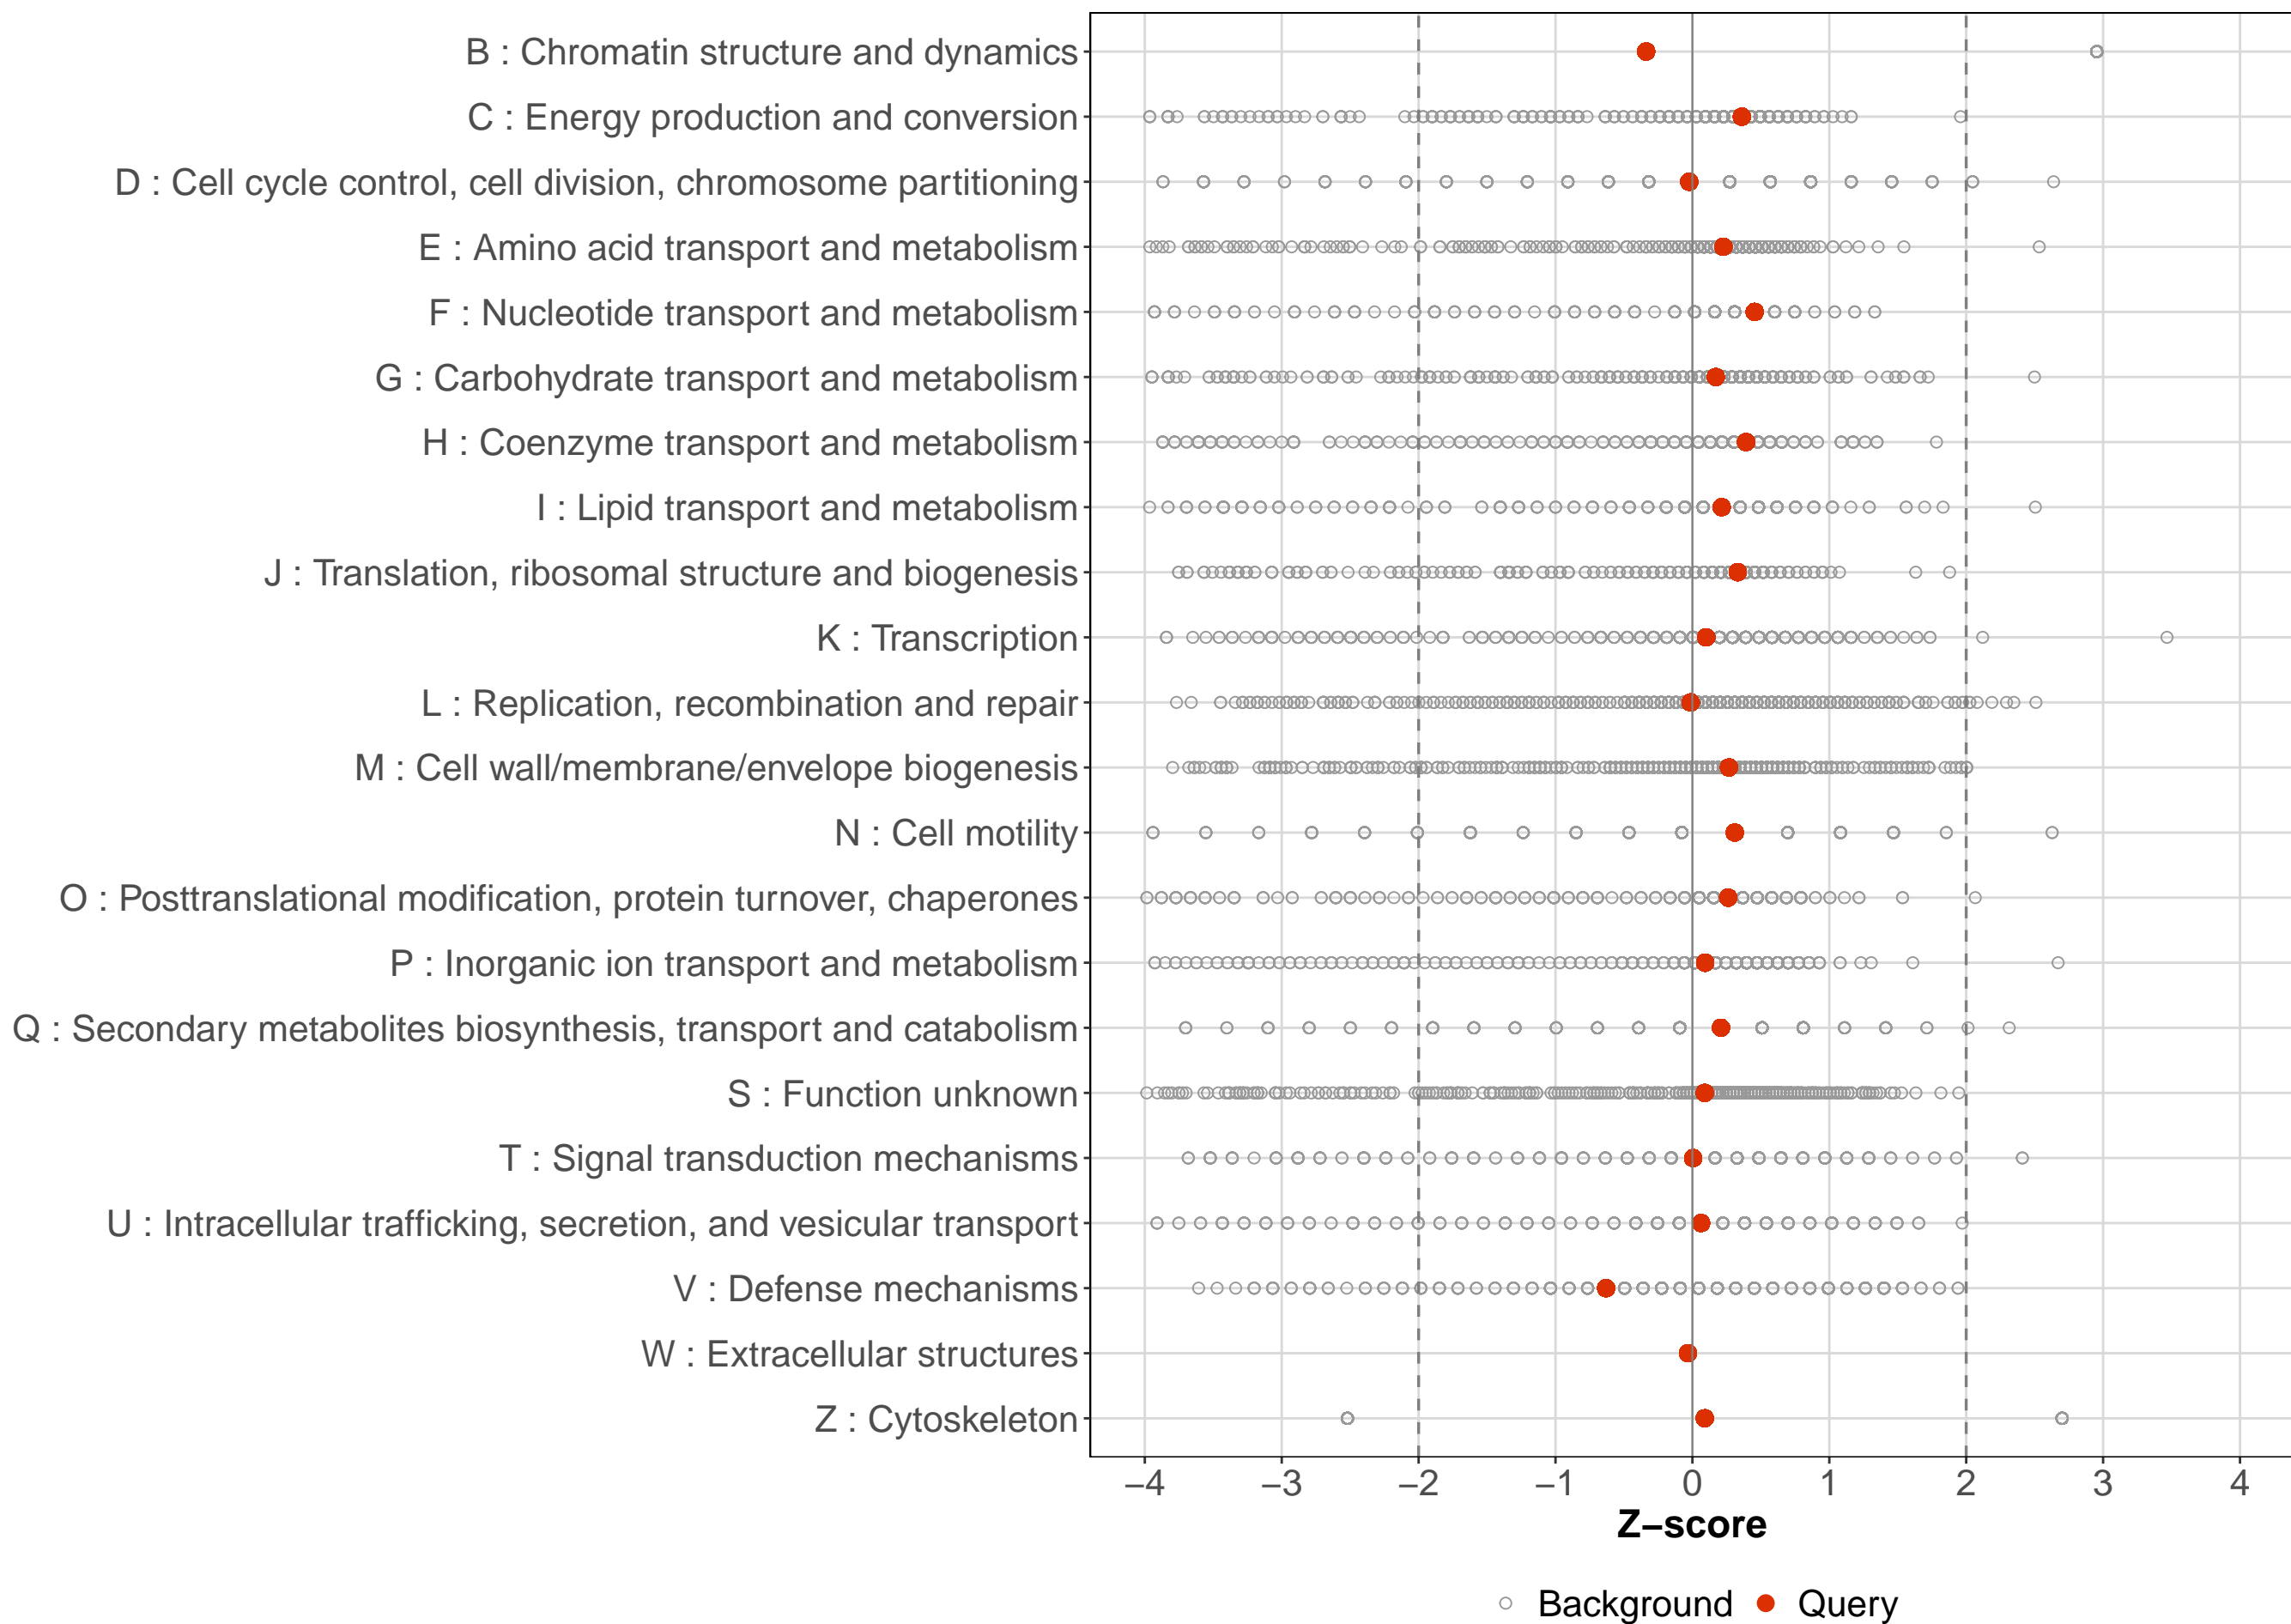 B : Chromatin structure and dynamics
C : Energy production and conversion
D : Cell cycle control, cell division, chromosome partitioning
E : Amino acid transport and metabolism
F : Nucleotide transport and metabolism
G : Carbohydrate transport and metabolism
H : Coenzyme transport and metabolism
I : Lipid transport and metabolism
J : Translation, ribosomal structure and biogenesis
K : Transcription
L : Replication, recombination and repair
M : Cell wall/membrane/envelope biogenesis
N : Cell motility
O : Posttranslational modification, protein turnover, chaperones
P : Inorganic ion transport and metabolism
Q : Secondary metabolites biosynthesis, transport and catabolism
S : Function unknown
T : Signal transduction mechanisms
U : Intracellular trafficking, secretion, and vesicular transport
V : Defense mechanisms
W : Extracellular structures
Z : Cytoskeleton
−4 −3 −2 −1 0 1 2 3 4
Z−score
Background Query